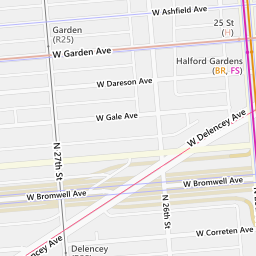 W Ashfield Ave
25 St
(H)
Garden
(R25)
W Garden Ave
Halford Gardens
(BR, FS)
W Dareson Ave
W Gale Ave
W Delencey Ave
N 27th St
W Bromwell Ave
W Bromwell Ave
N 26th St
W Correten Ave
Delencey Ave
Delencey